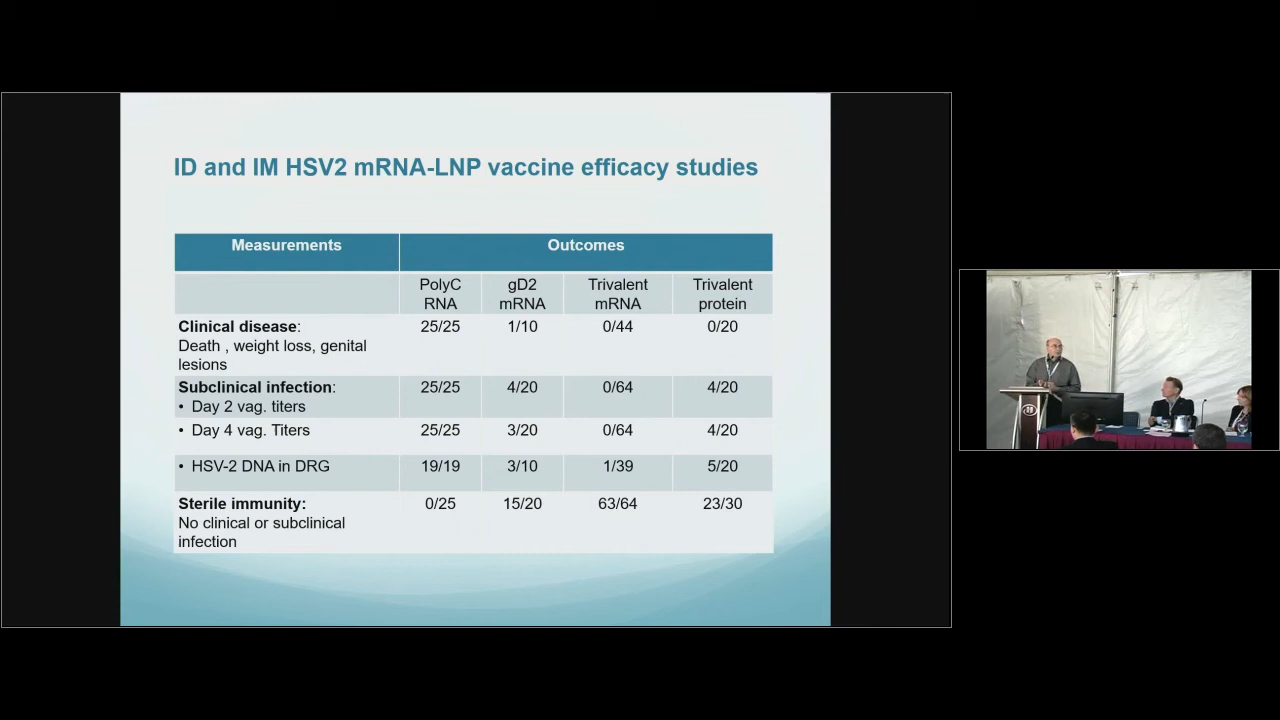 ID and IM HSV2 mRNA-LNP vaccine efficacy studies
Measurements Outcomes
PolyC RNA gD2 mRNA Trivalent mRNA Trivalent protein
Clinical disease: 25/25 1/10 0/44 0/20
Death , weight loss, genital
lesions
Subclinical infection: 25/25 4/20 0/64 4/20
• Day 2 vag. titers
• Day 4 vag. Titers 25/25 3/20 0/64 4/20
• HSV-2 DNA in DRG 19/19 3/10 1/39 5/20
Sterile immunity: 0/25 15/20 63/64 23/30
No clinical or subclinical
infection